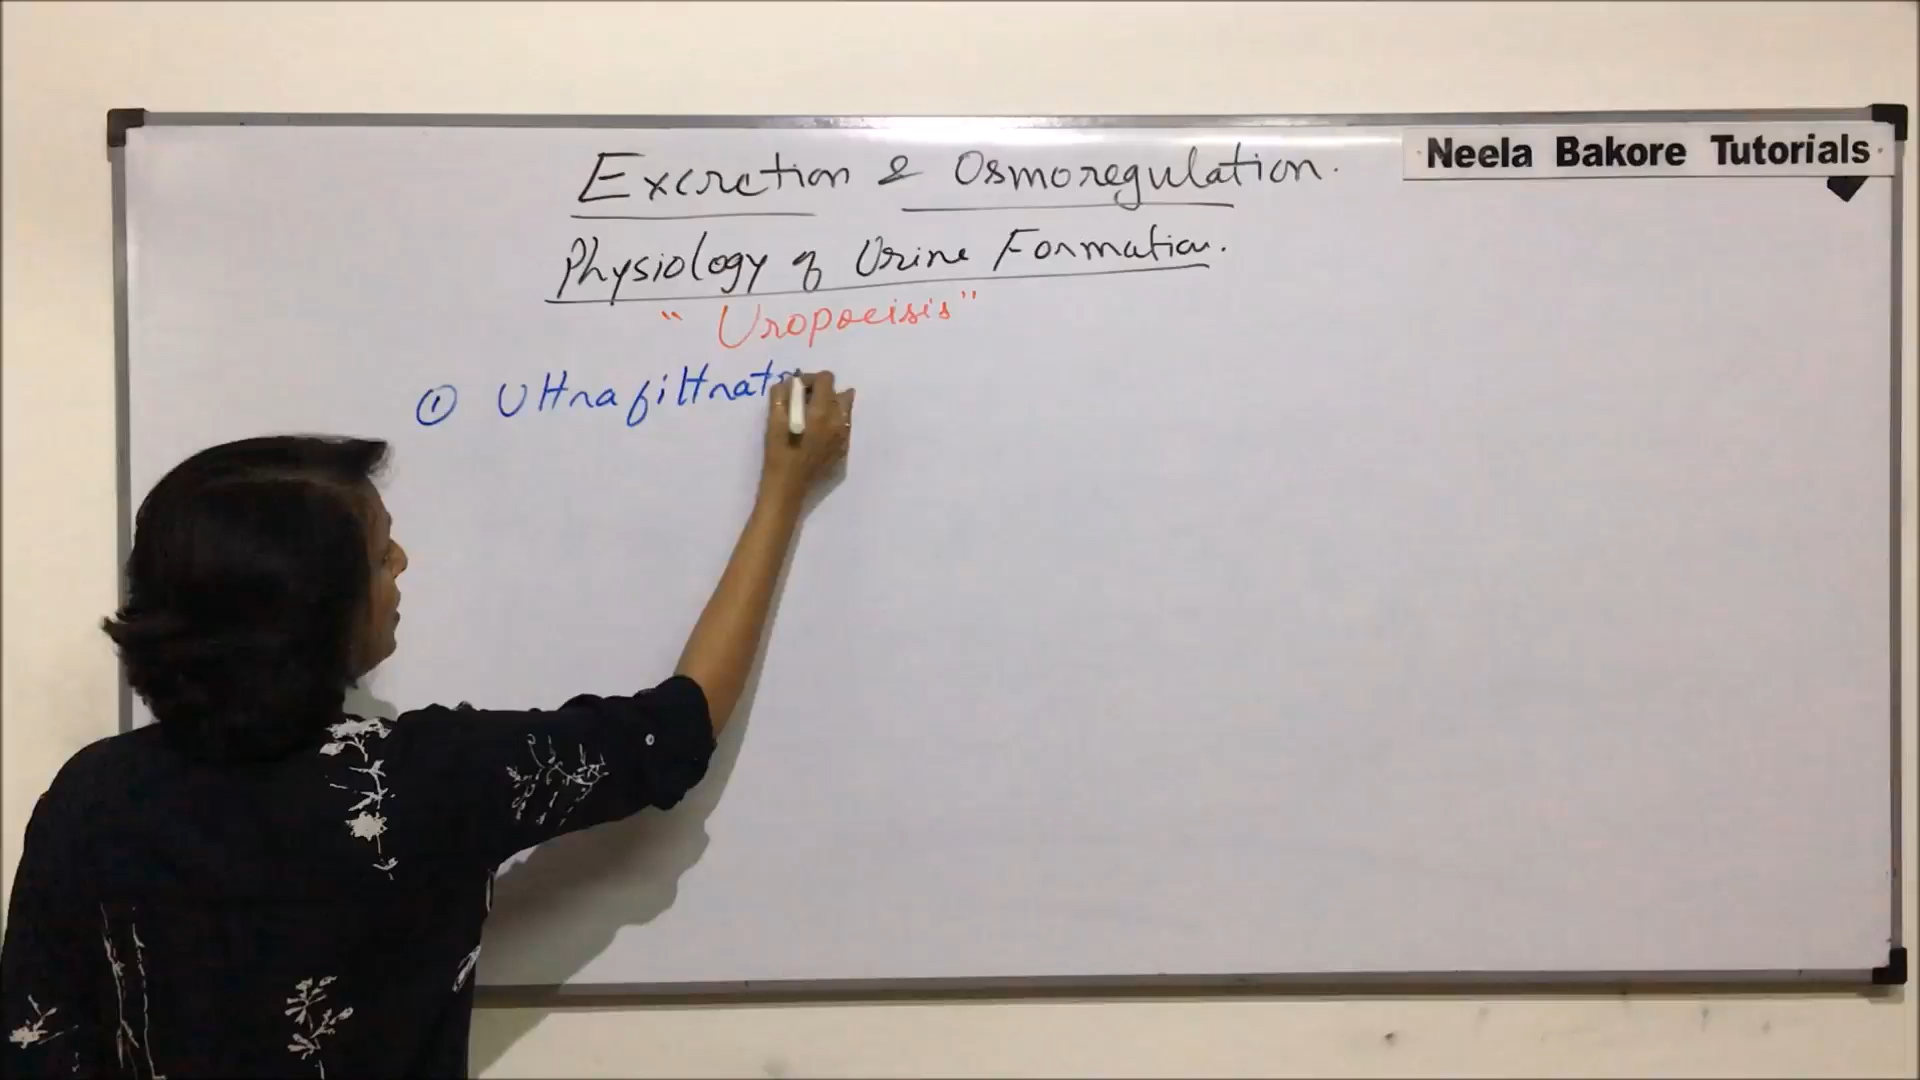 Neela Bakore Tutorials
Excretion & Osmoregulation.
Physiology of Urine Formation.
"Uropoeisis"
① Ultrafiltrat